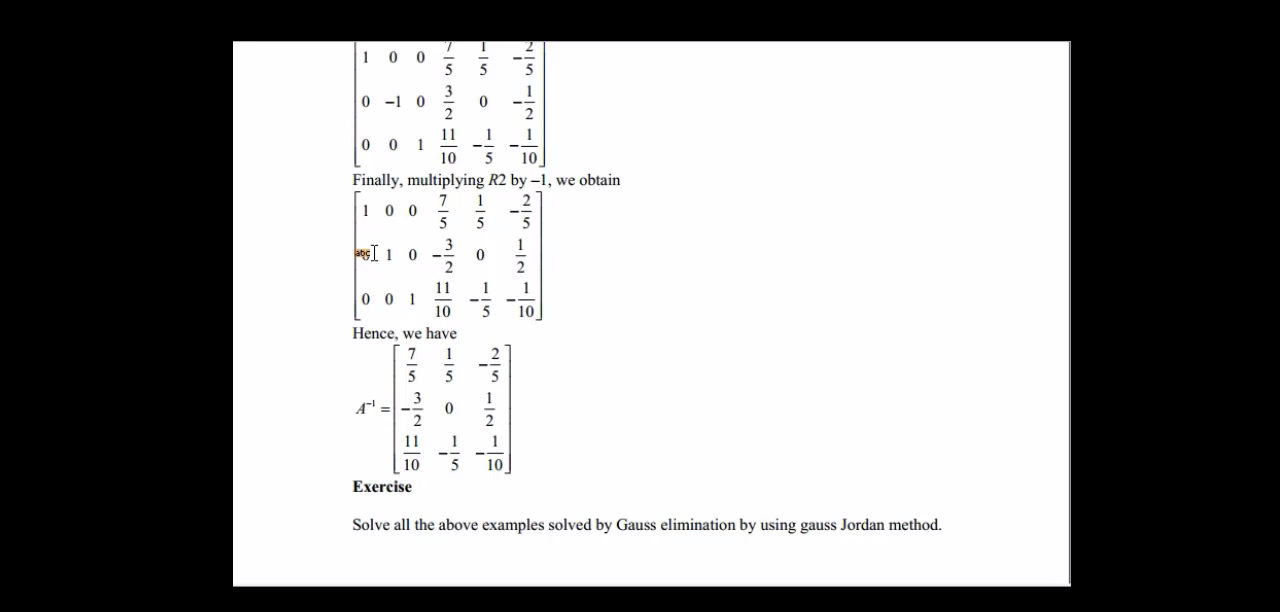 1 0 0 7/5 1/5 −2/5
0 −1 0 3/2 0 −1/2
0 0 1 11/10 −1/5 −1/10
Finally, multiplying R2 by −1, we obtain
1 0 0 7/5 1/5 −2/5
abc 1 0 −3/2 0 1/2
0 0 1 11/10 −1/5 −1/10
Hence, we have
7/5 1/5 −2/5
A⁻¹ = −3/2 0 1/2
11/10 −1/5 −1/10
Exercise
Solve all the above examples solved by Gauss elimination by using gauss Jordan method.